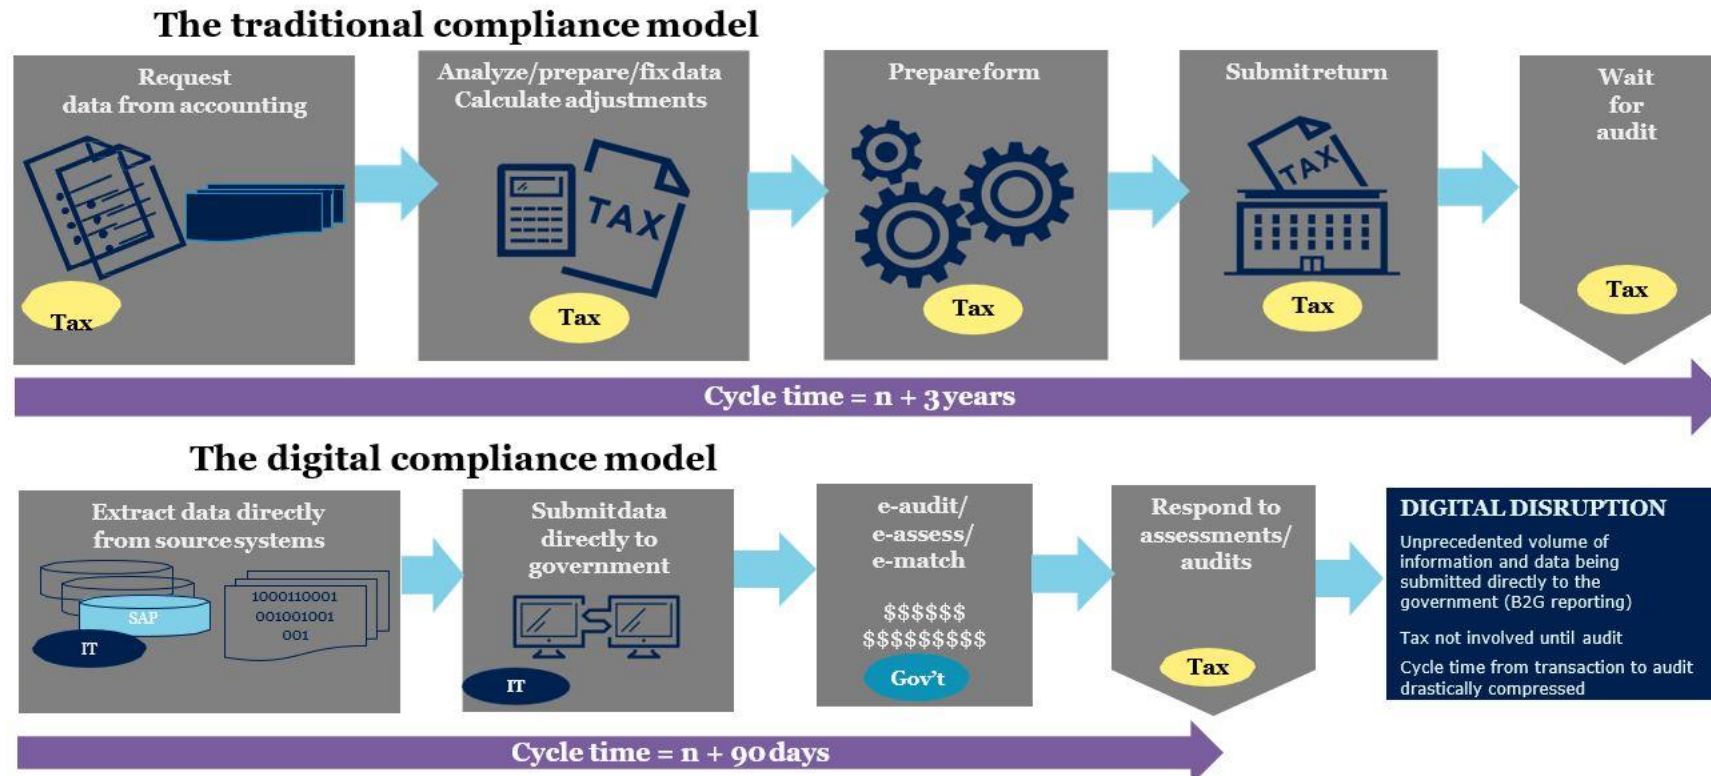 The traditional compliance model
Request
data from accounting
Tax
Analyze/prepare/fix data
Calculate adjustments
TAX
Tax
Prepare form
Tax
Submit return
TAX
Tax
Wait
for
audit
Tax
Cycle time = n + 3 years
The digital compliance model
Extract data directly
from source systems
SAP
IT
1000110001
001001001
001
Submit data
directly to
government
IT
e-audit/
e-assess/
e-match
$$$$$$
$$$$$$$$$
Gov't
Respond to
assessments/
audits
Tax
DIGITAL DISRUPTION
Unprecedented volume of
information and data being
submitted directly to the
government (B2G reporting)
Tax not involved until audit
Cycle time from transaction to audit
drastically compressed
Cycle time = n + 90 days